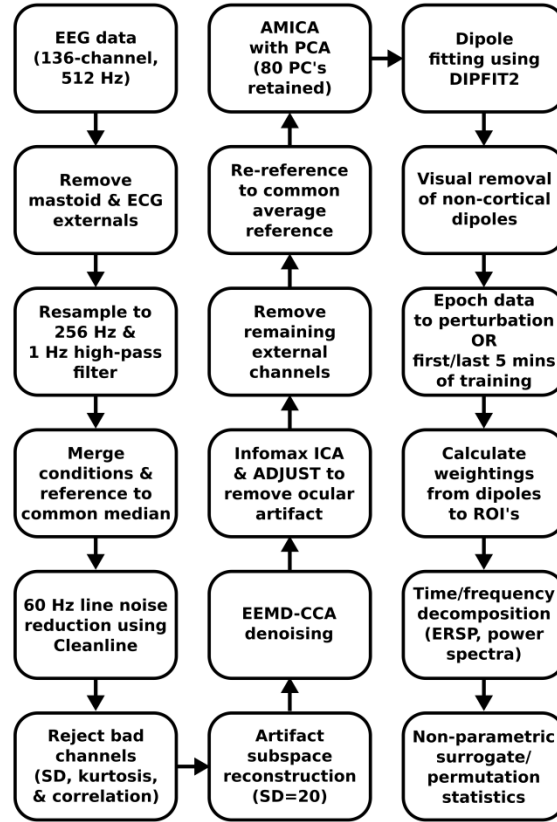 EEG data
(136-channel,
512 Hz)
Remove
mastoid & ECG
externals
Resample to
256 Hz &
1 Hz high-pass
filter
Merge
conditions &
reference to
common median
60 Hz line noise
reduction using
Cleanline
Reject bad
channels
(SD, kurtosis,
& correlation)
Artifact
subspace
reconstruction
(SD=20)
EEMD-CCA
denoising
Infomax ICA
& ADJUST to
remove ocular
artifact
Remove
remaining
external
channels
Re-reference
to common
average
reference
AMICA
with PCA
(80 PC's
retained)
Dipole
fitting using
DIPFIT2
Visual removal
of non-cortical
dipoles
Epoch data
to perturbation
OR
first/last 5 mins
of training
Calculate
weightings
from dipoles
to ROI's
Time/frequency
decomposition
(ERSP, power
spectra)
Non-parametric
surrogate/
permutation
statistics